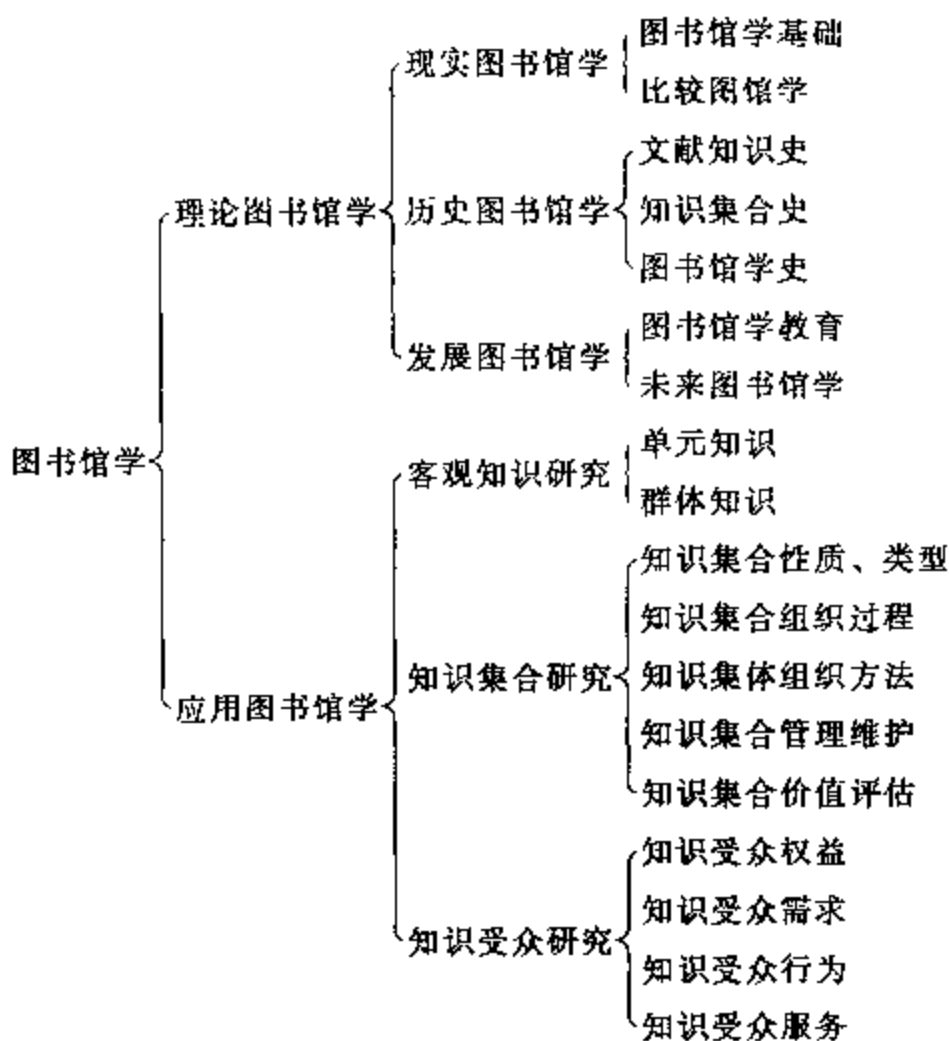 图书馆学
理论图书馆学
现实图书馆学
图书馆学基础
比较图馆学
历史图书馆学
文献知识史
知识集合史
图书馆学史
发展图书馆学
图书馆学教育
未来图书馆学
应用图书馆学
客观知识研究
单元知识
群体知识
知识集合研究
知识集合性质、类型
知识集合组织过程
知识集体组织方法
知识集合管理维护
知识集合价值评估
知识受众研究
知识受众权益
知识受众需求
知识受众行为
知识受众服务